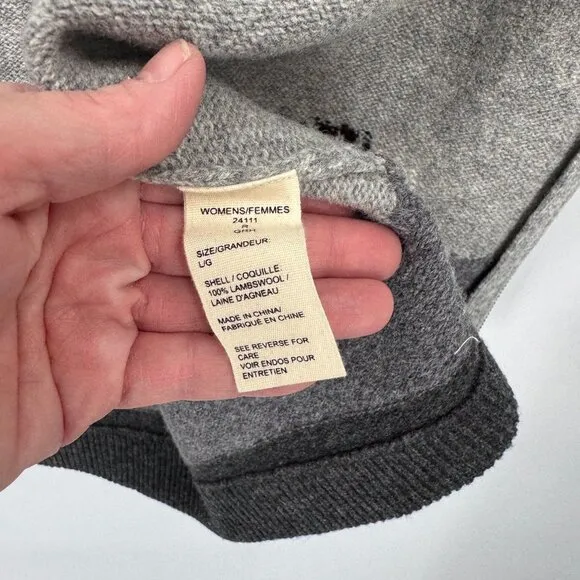 WOMENS/FEMMES
24111
R
SIZE/GRANDEUR:
L/G
SHELL / COQUILLE:
100% LAMBSWOOL /
LAINE D'AGNEAU
MADE IN CHINA/
FABRIQUÉ EN CHINE
SEE REVERSE FOR
CARE
VOIR ENDOS POUR
ENTRETIEN